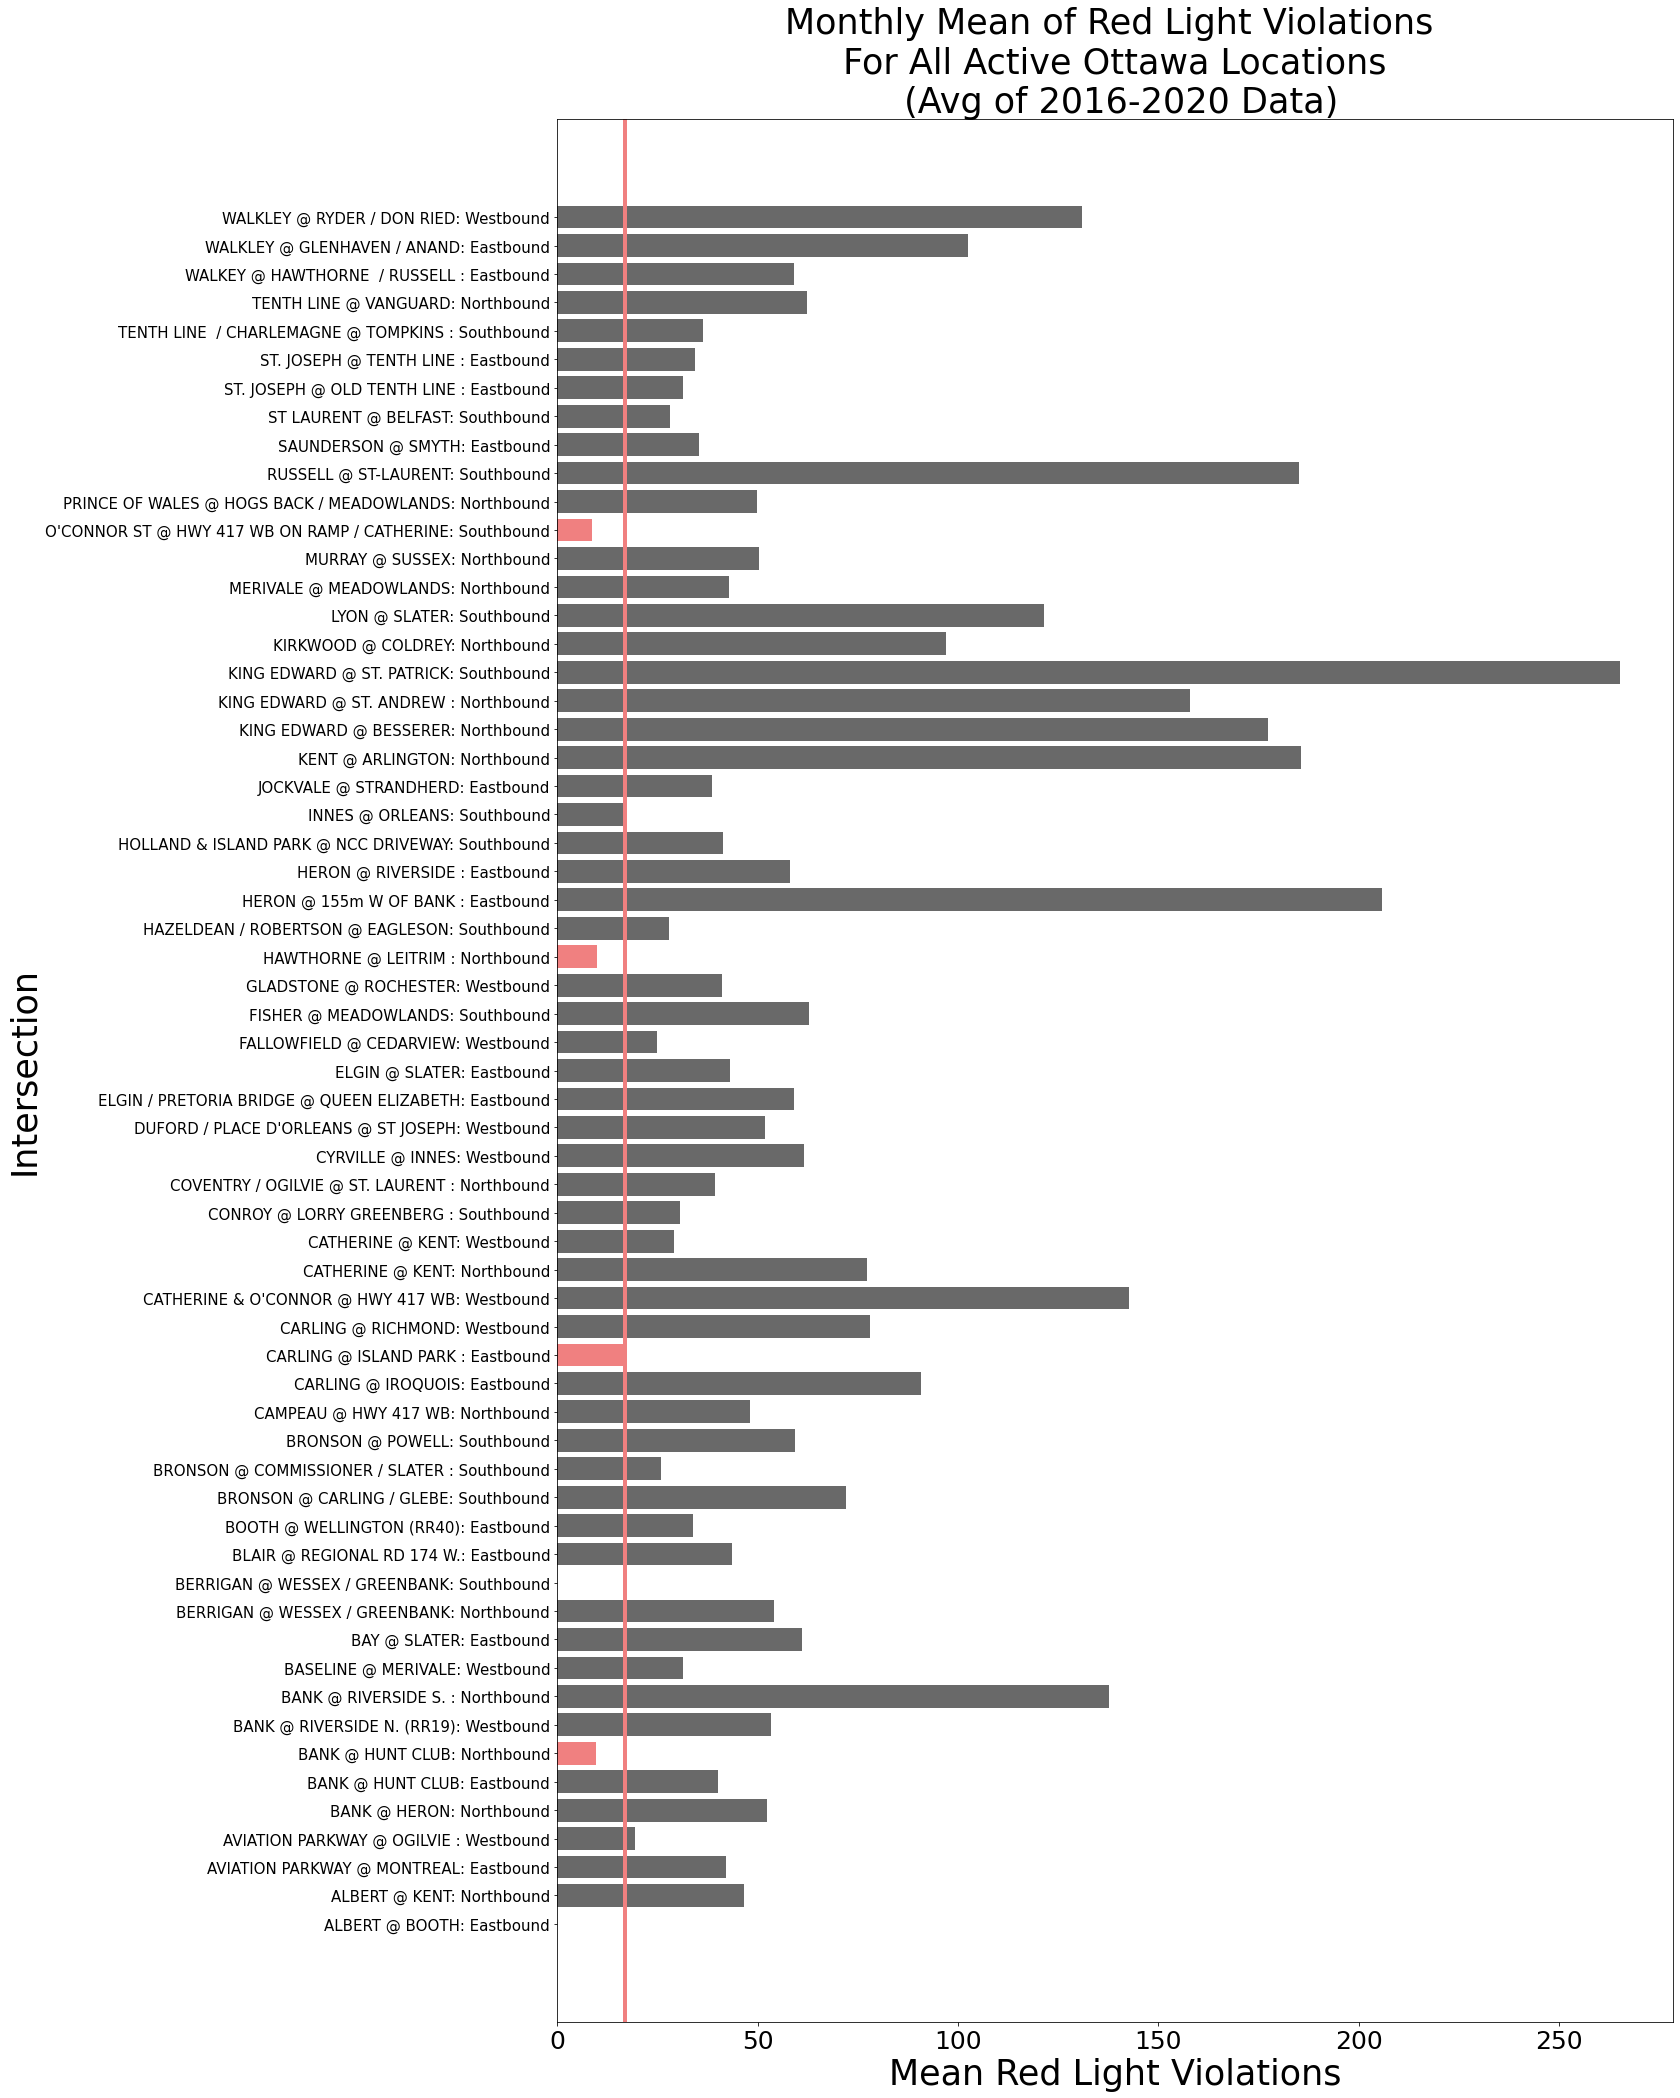 Monthly Mean of Red Light Violations
For All Active Ottawa Locations
(Avg of 2016-2020 Data)
WALKLEY @ RYDER / DON RIED: Westbound
WALKLEY @ GLENHAVEN / ANAND: Eastbound
WALKEY @ HAWTHORNE  / RUSSELL : Eastbound
TENTH LINE @ VANGUARD: Northbound
TENTH LINE  / CHARLEMAGNE @ TOMPKINS : Southbound
ST. JOSEPH @ TENTH LINE : Eastbound
ST. JOSEPH @ OLD TENTH LINE : Eastbound
ST LAURENT @ BELFAST: Southbound
SAUNDERSON @ SMYTH: Eastbound
RUSSELL @ ST-LAURENT: Southbound
PRINCE OF WALES @ HOGS BACK / MEADOWLANDS: Northbound
O'CONNOR ST @ HWY 417 WB ON RAMP / CATHERINE: Southbound
MURRAY @ SUSSEX: Northbound
MERIVALE @ MEADOWLANDS: Northbound
LYON @ SLATER: Southbound
KIRKWOOD @ COLDREY: Northbound
KING EDWARD @ ST. PATRICK: Southbound
KING EDWARD @ ST. ANDREW : Northbound
KING EDWARD @ BESSERER: Northbound
KENT @ ARLINGTON: Northbound
JOCKVALE @ STRANDHERD: Eastbound
INNES @ ORLEANS: Southbound
HOLLAND & ISLAND PARK @ NCC DRIVEWAY: Southbound
HERON @ RIVERSIDE : Eastbound
HERON @ 155m W OF BANK : Eastbound
HAZELDEAN / ROBERTSON @ EAGLESON: Southbound
HAWTHORNE @ LEITRIM : Northbound
GLADSTONE @ ROCHESTER: Westbound
FISHER @ MEADOWLANDS: Southbound
FALLOWFIELD @ CEDARVIEW: Westbound
ELGIN @ SLATER: Eastbound
ELGIN / PRETORIA BRIDGE @ QUEEN ELIZABETH: Eastbound
DUFORD / PLACE D'ORLEANS @ ST JOSEPH: Westbound
CYRVILLE @ INNES: Westbound
COVENTRY / OGILVIE @ ST. LAURENT : Northbound
CONROY @ LORRY GREENBERG : Southbound
CATHERINE @ KENT: Westbound
CATHERINE @ KENT: Northbound
CATHERINE & O'CONNOR @ HWY 417 WB: Westbound
CARLING @ RICHMOND: Westbound
CARLING @ ISLAND PARK : Eastbound
CARLING @ IROQUOIS: Eastbound
CAMPEAU @ HWY 417 WB: Northbound
BRONSON @ POWELL: Southbound
BRONSON @ COMMISSIONER / SLATER : Southbound
BRONSON @ CARLING / GLEBE: Southbound
BOOTH @ WELLINGTON (RR40): Eastbound
BLAIR @ REGIONAL RD 174 W.: Eastbound
BERRIGAN @ WESSEX / GREENBANK: Southbound
BERRIGAN @ WESSEX / GREENBANK: Northbound
BAY @ SLATER: Eastbound
BASELINE @ MERIVALE: Westbound
BANK @ RIVERSIDE S. : Northbound
BANK @ RIVERSIDE N. (RR19): Westbound
BANK @ HUNT CLUB: Northbound
BANK @ HUNT CLUB: Eastbound
BANK @ HERON: Northbound
AVIATION PARKWAY @ OGILVIE : Westbound
AVIATION PARKWAY @ MONTREAL: Eastbound
ALBERT @ KENT: Northbound
ALBERT @ BOOTH: Eastbound
Intersection
0 50 100 150 200 250
Mean Red Light Violations